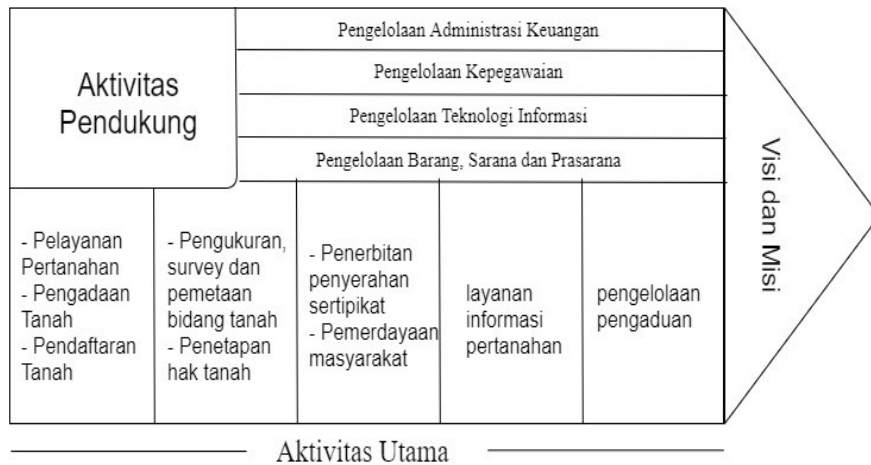 Aktivitas
Pendukung
Pengelolaan Administrasi Keuangan
Pengelolaan Kepegawaian
Pengelolaan Teknologi Informasi
Pengelolaan Barang, Sarana dan Prasarana
- Pelayanan
Pertanahan
- Pengadaan
Tanah
- Pendaftaran
Tanah
- Pengukuran,
survey dan
pemetaan
bidang tanah
- Penetapan
hak tanah
- Penerbitan
penyerahan
sertipikat
- Pemerdayaan
masyarakat
layanan
informasi
pertanahan
pengelolaan
pengaduan
Visi dan Misi
Aktivitas Utama